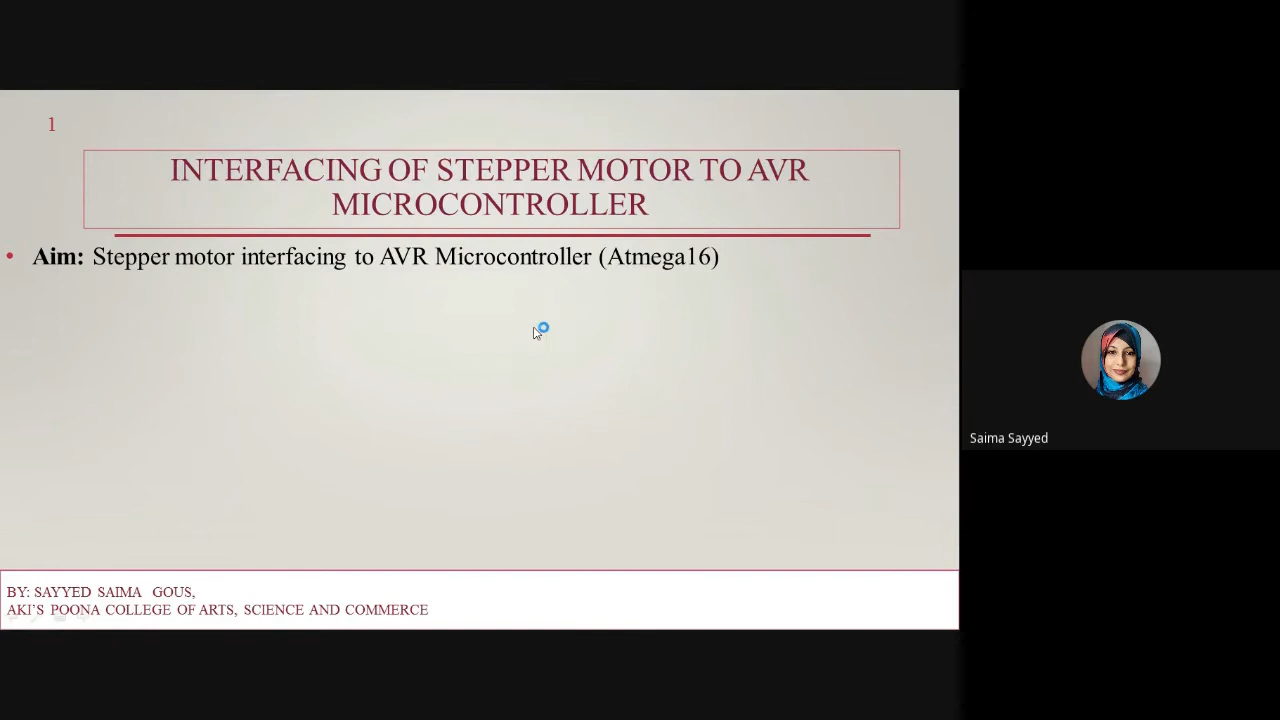 1
INTERFACING OF STEPPER MOTOR TO AVR
MICROCONTROLLER
• Aim: Stepper motor interfacing to AVR Microcontroller (Atmega16)
Saima Sayyed
BY: SAYYED SAIMA GOUS,
AKI'S POONA COLLEGE OF ARTS, SCIENCE AND COMMERCE